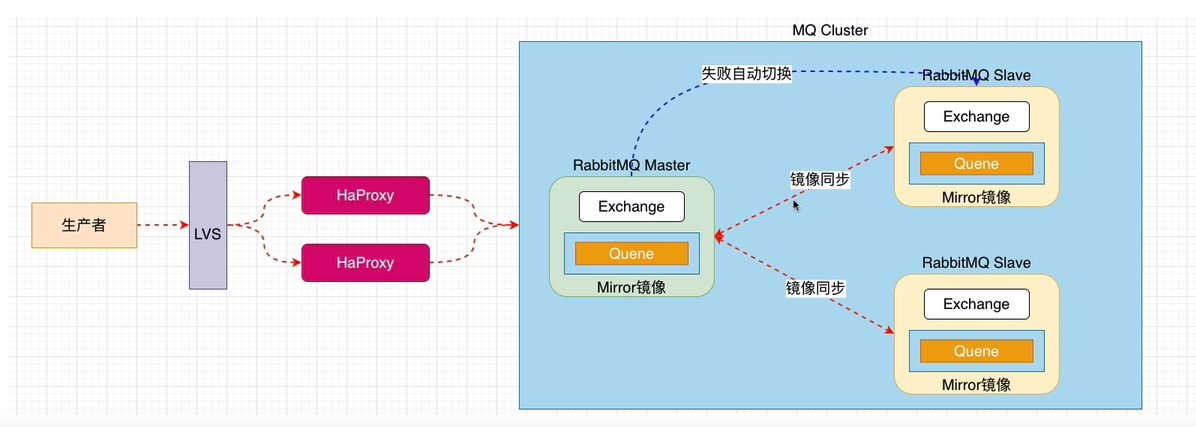 MQ Cluster
失败自动切换
RabbitMQ Slave
Exchange
Quene
Mirror镜像
RabbitMQ Master
Exchange
Quene
Mirror镜像
镜像同步
镜像同步
RabbitMQ Slave
Exchange
Quene
Mirror镜像
生产者
LVS
HaProxy
HaProxy